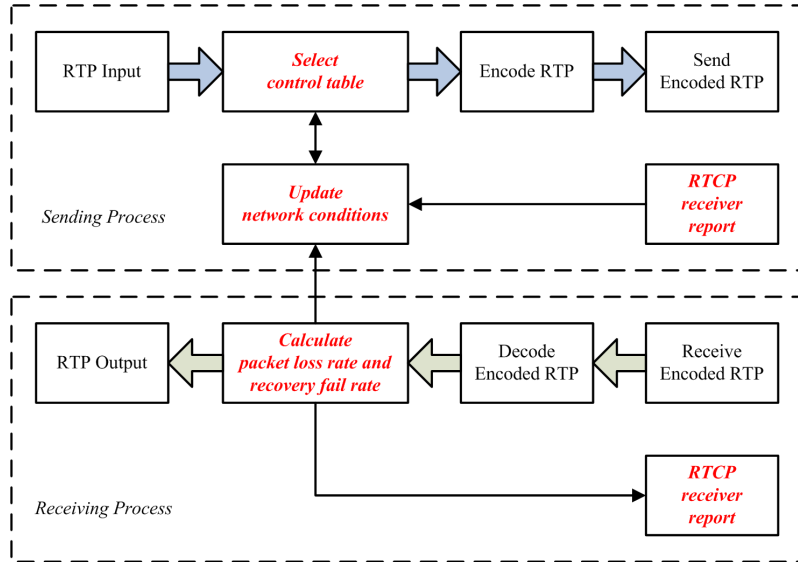 RTP Input
Select
control table
Encode RTP
Send
Encoded RTP
Update
network conditions
RTCP
receiver
report
Sending Process
RTP Output
Calculate
packet loss rate and
recovery fail rate
Decode
Encoded RTP
Receive
Encoded RTP
RTCP
receiver
report
Receiving Process